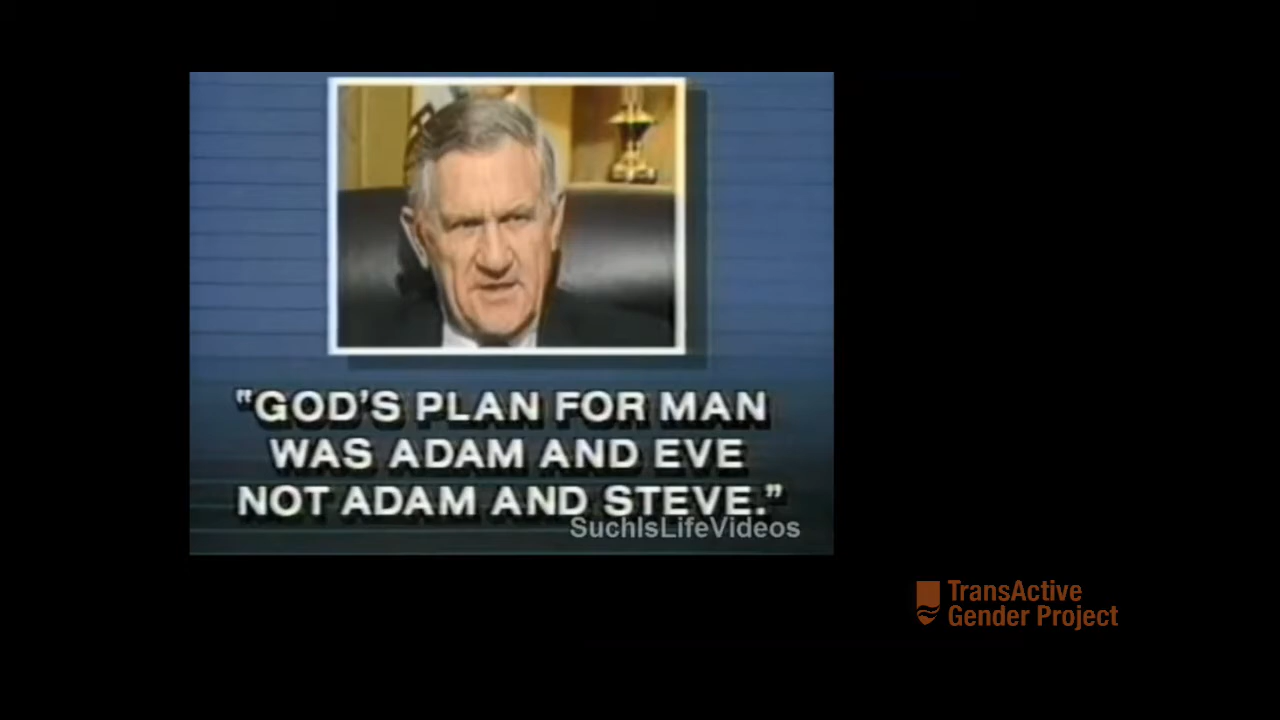 "GOD'S PLAN FOR MAN
WAS ADAM AND EVE
NOT ADAM AND STEVE."
SuchIsLifeVideos
TransActive
Gender Project